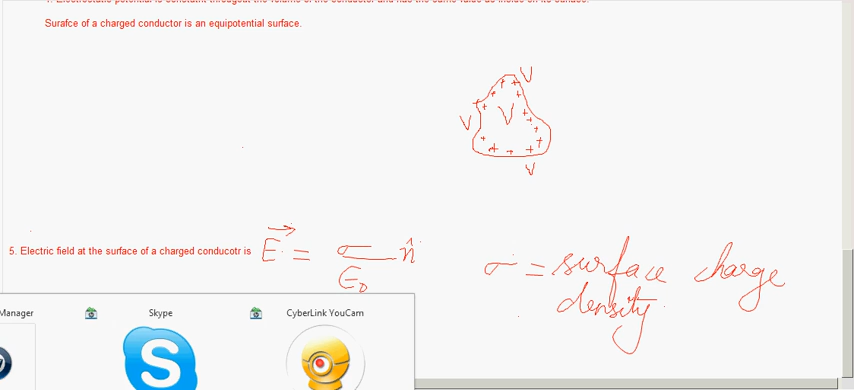 Surafce of a charged conductor is an equipotential surface.
V
V
V
V
5. Electric field at the surface of a charged conducotr is E = σ/ε₀ n̂
σ = surface charge density
Manager
Skype
CyberLink YouCam
S